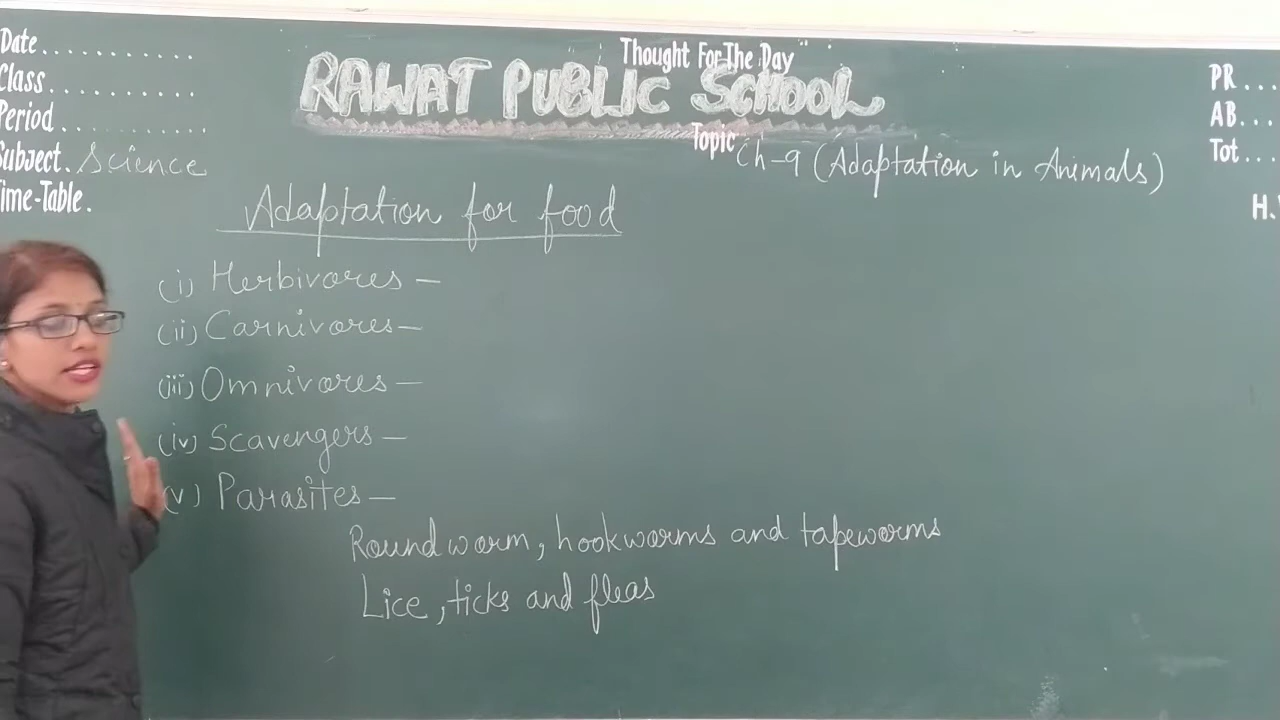 Date....................
Class...................
Period..................
Subject. Science
Time-Table.
Thought For The Day
RAWAT PUBLIC SCHOOL
Topic Ch-9 (Adaptation in Animals)
PR....
AB....
Tot....
H.
Adaptation for food
(i) Herbivores —
(ii) Carnivores —
(iii) Omnivores —
(iv) Scavengers —
(v) Parasites —
Round worm, hookworms and tapeworms
Lice, ticks and fleas